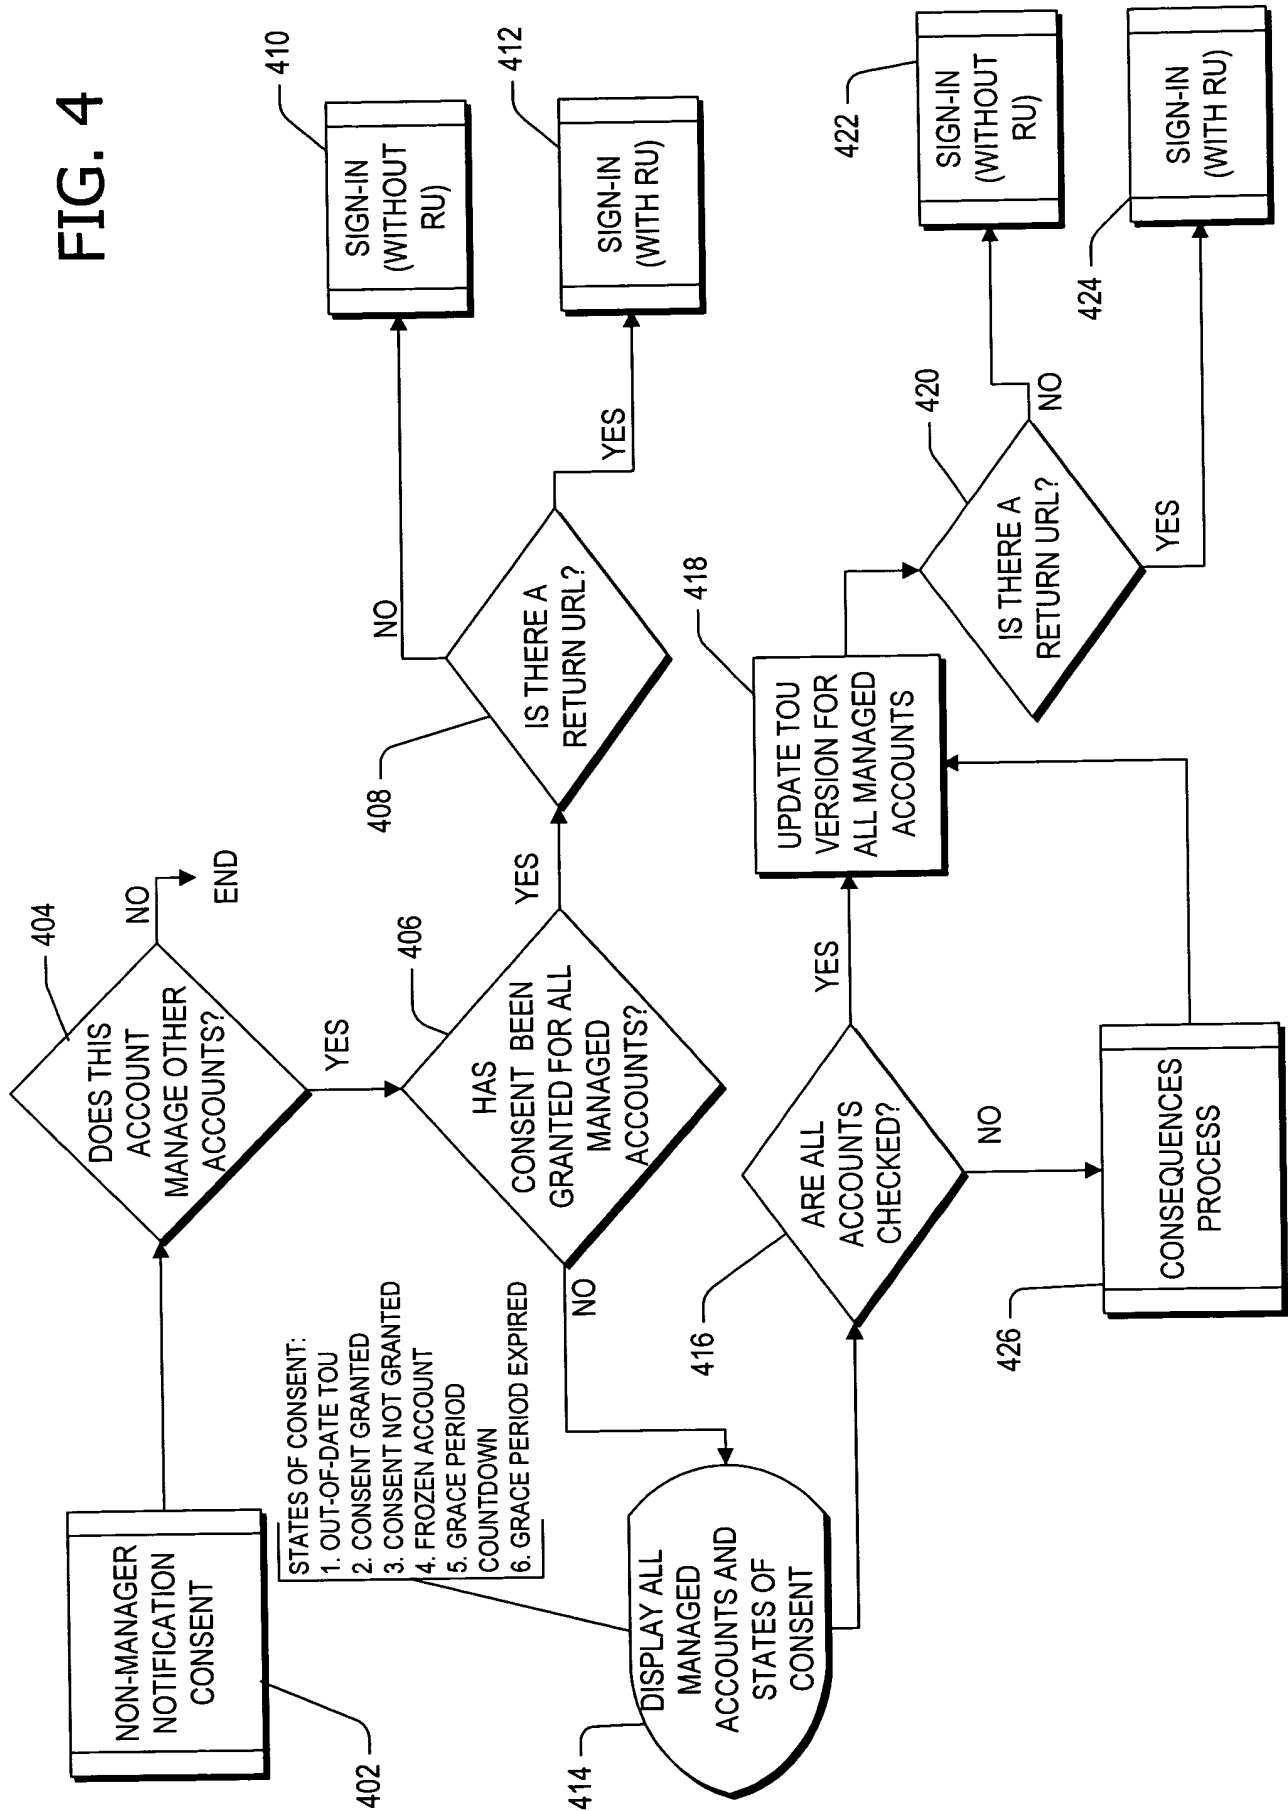 FIG. 4
NON-MANAGER
NOTIFICATION
CONSENT
402
DOES THIS
ACCOUNT
MANAGE OTHER
ACCOUNTS?
404
NO
END
YES
HAS
CONSENT BEEN
GRANTED FOR ALL
MANAGED
ACCOUNTS?
406
YES
NO
IS THERE A
RETURN URL?
408
NO
YES
SIGN-IN
(WITHOUT
RU)
410
SIGN-IN
(WITH RU)
412
STATES OF CONSENT:
1. OUT-OF-DATE TOU
2. CONSENT GRANTED
3. CONSENT NOT GRANTED
4. FROZEN ACCOUNT
5. GRACE PERIOD
COUNTDOWN
6. GRACE PERIOD EXPIRED
DISPLAY ALL
MANAGED
ACCOUNTS AND
STATES OF
CONSENT
414
ARE ALL
ACCOUNTS
CHECKED?
416
YES
NO
UPDATE TOU
VERSION FOR
ALL MANAGED
ACCOUNTS
418
IS THERE A
RETURN URL?
420
NO
YES
SIGN-IN
(WITHOUT
RU)
422
SIGN-IN
(WITH RU)
424
CONSEQUENCES
PROCESS
426